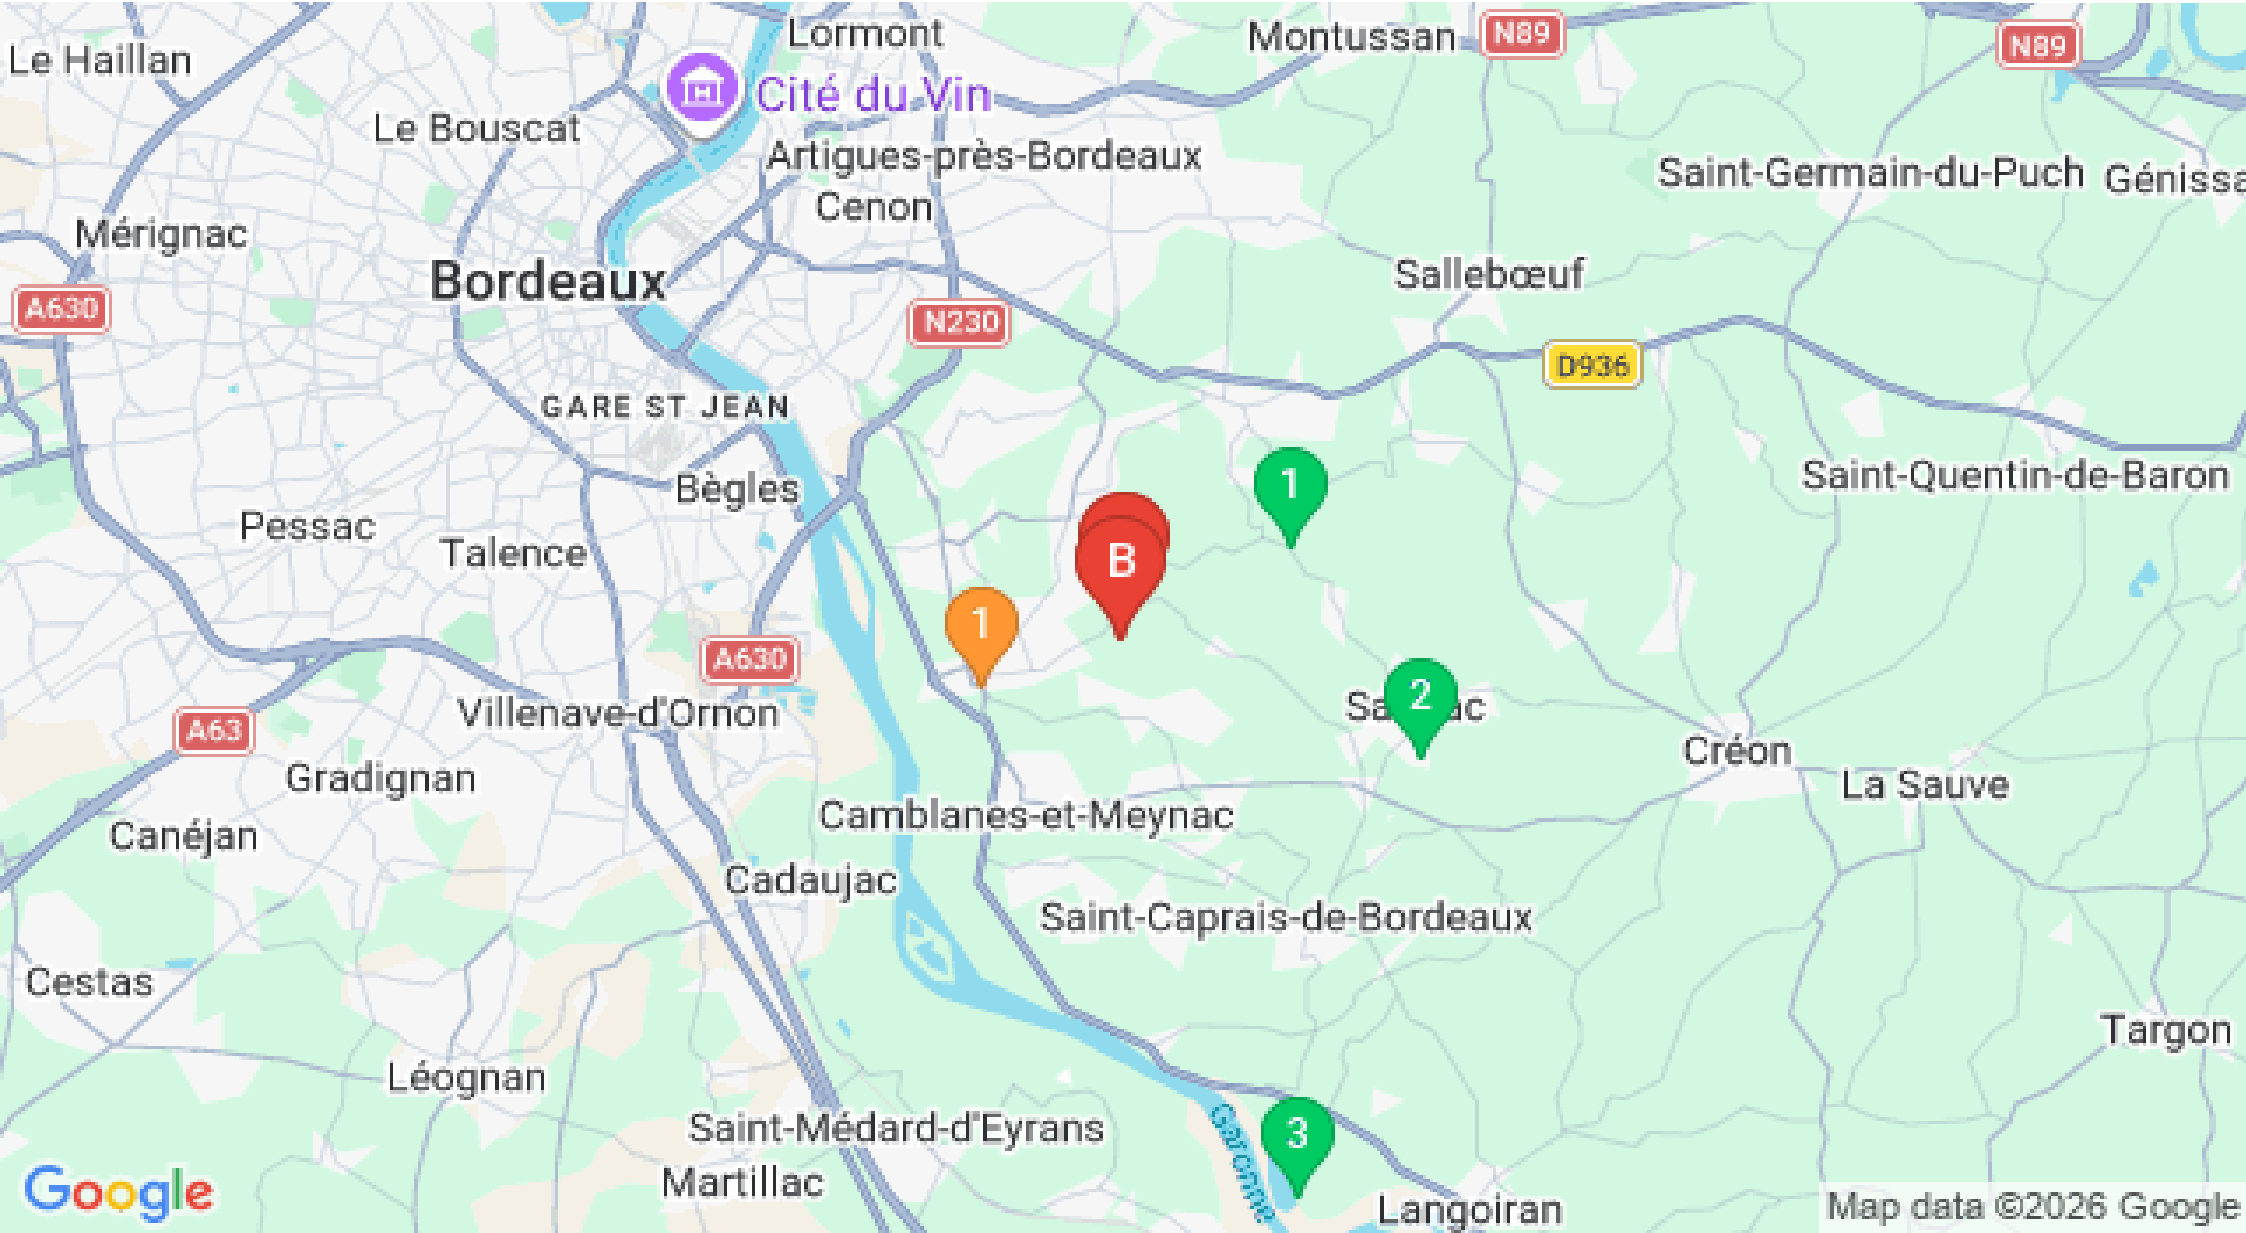 Lormont
Montussan
N89
N89
Le Haillan
Cité du Vin
Le Bouscat
Artigues-près-Bordeaux
Saint-Germain-du-Puch
Cenon
Mérignac
Bordeaux
Sallebœuf
A630
N230
D936
GARE ST JEAN
Bègles
1
Saint-Quentin-de-Baron
Pessac
Talence
B
1
A630
Villenave-d'Ornon
2
A63
Créon
Gradignan
La Sauve
Camblanes-et-Meynac
Canéjan
Cadaujac
Saint-Caprais-de-Bordeaux
Cestas
Targon
Léognan
Saint-Médard-d'Eyrans
3
Garonne
Martillac
Langoiran
Google
Map data ©2026 Google